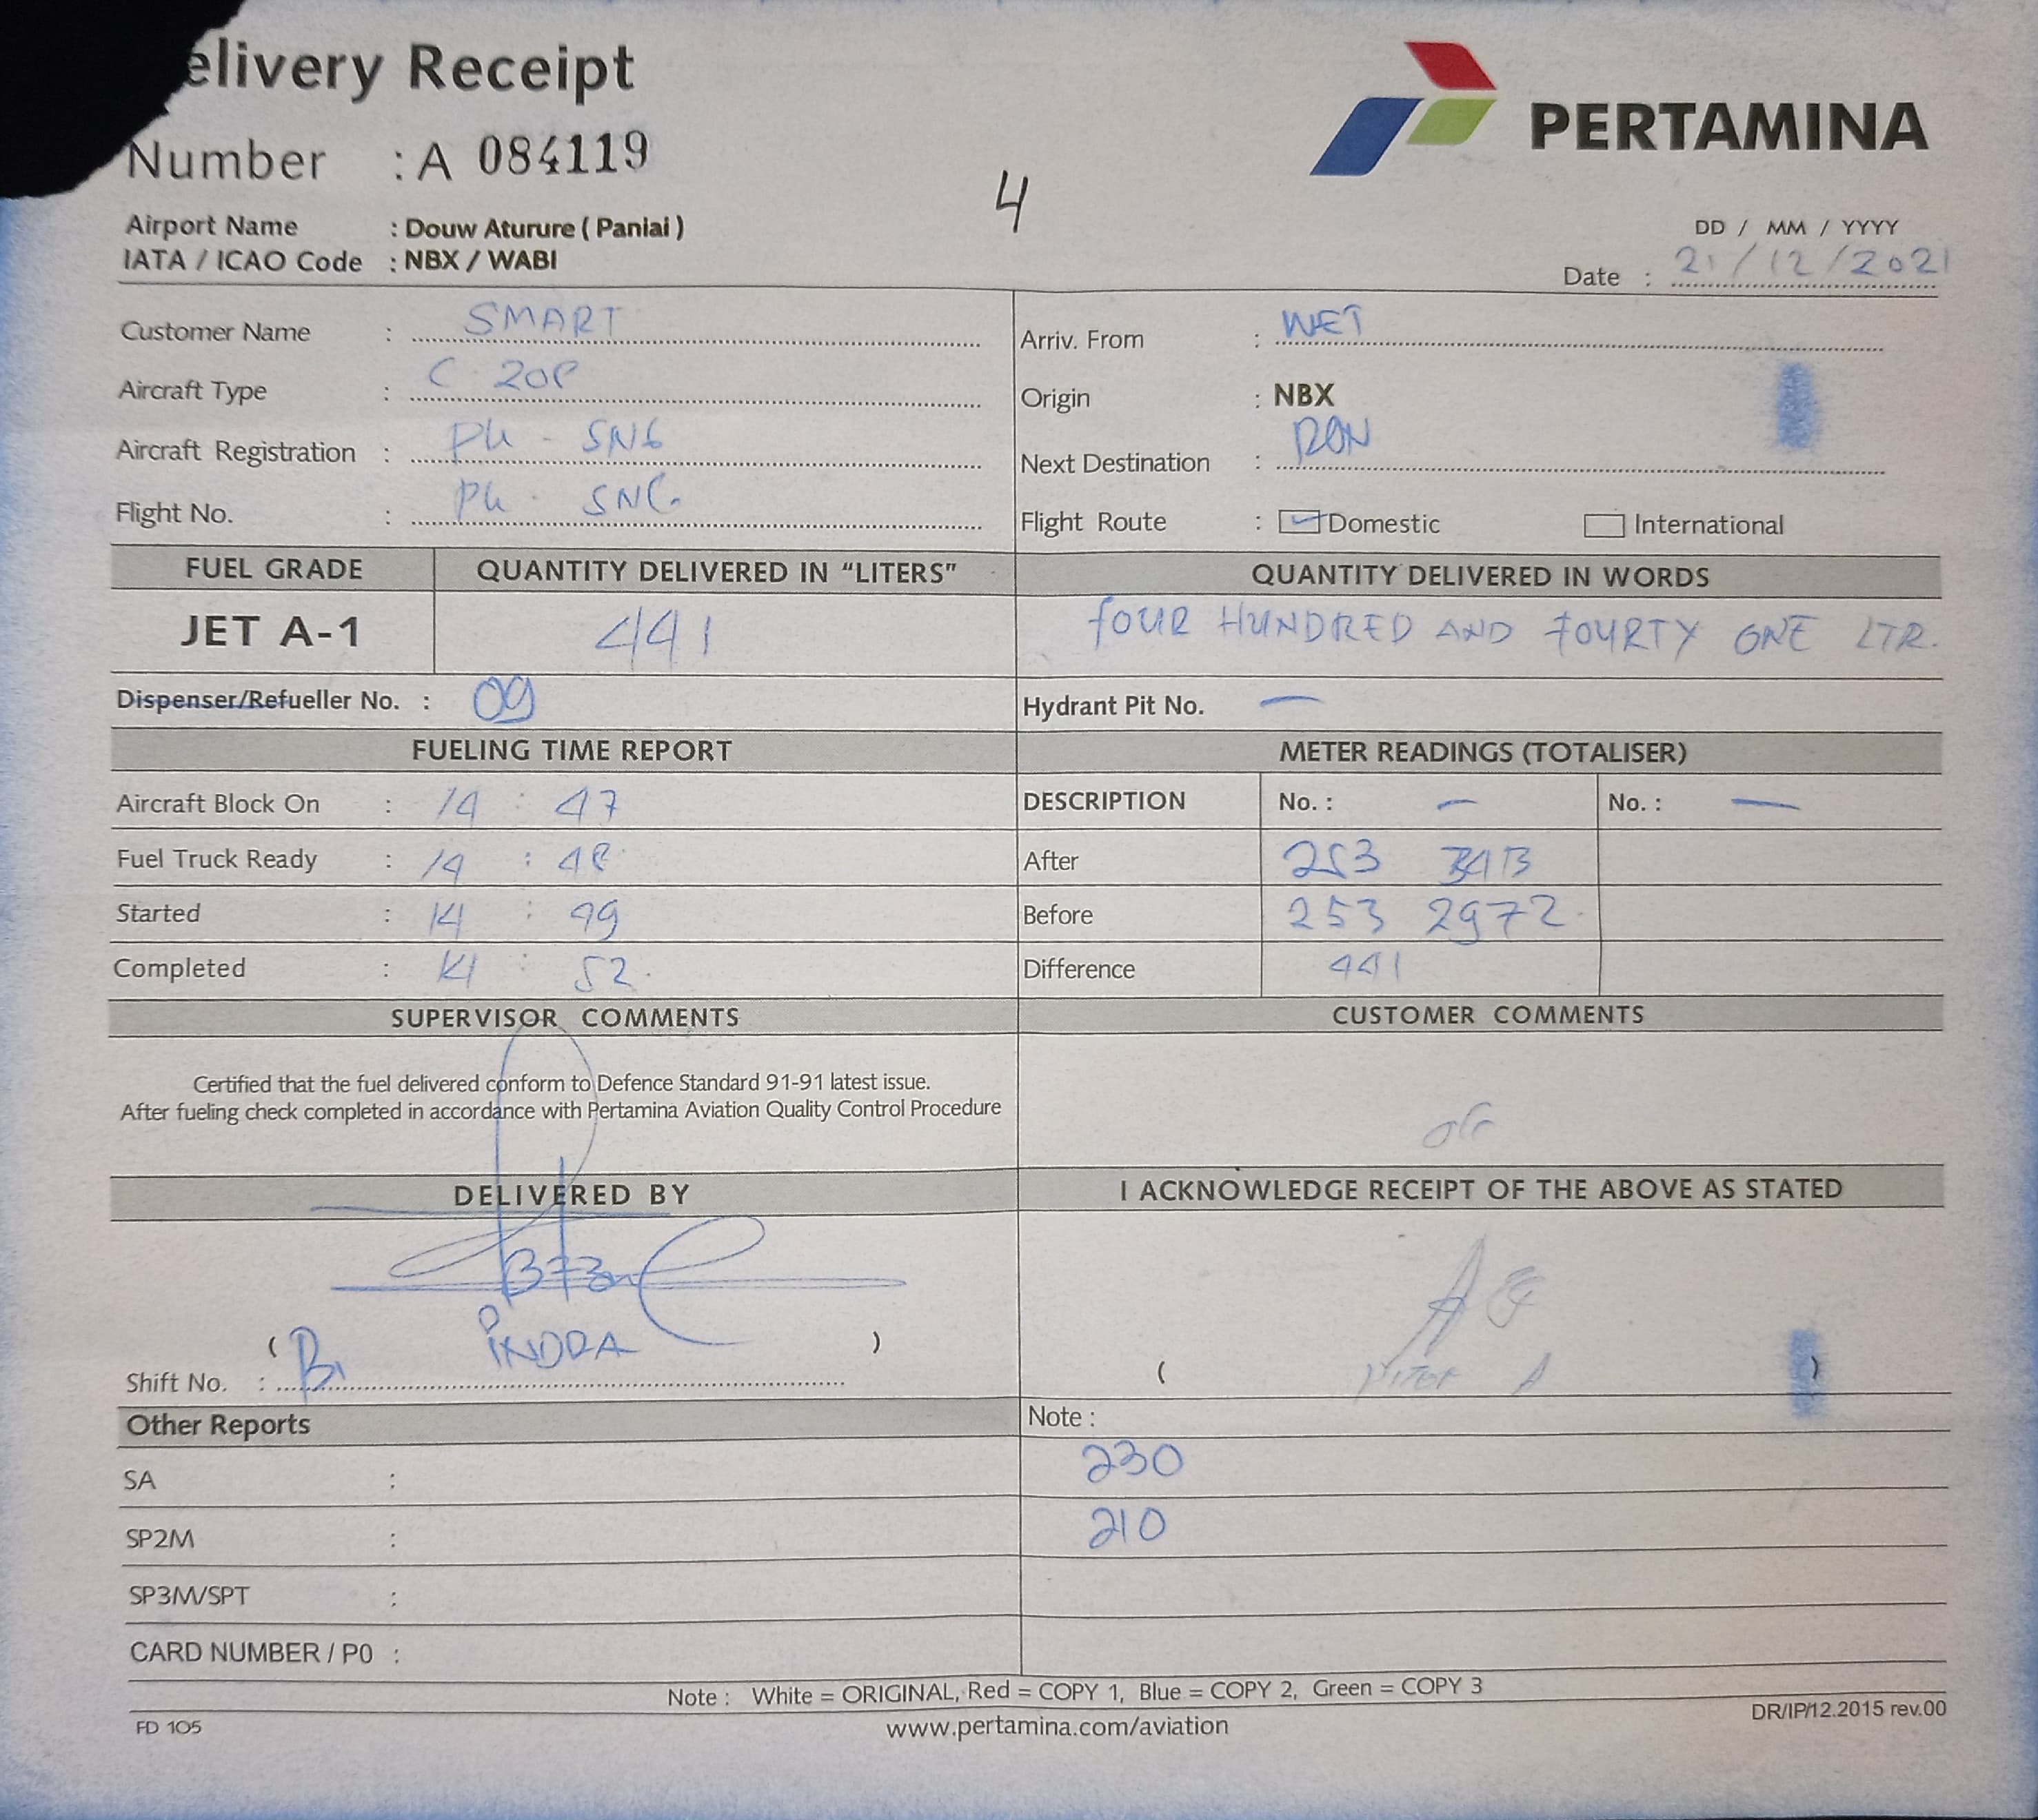 elivery Receipt
PERTAMINA
Number : A 084119
4
Airport Name : Douw Aturure ( Paniai )
IATA / ICAO Code : NBX / WABI
DD / MM / YYYY
Date : 21/12/2021
Customer Name : SMART
Arriv. From : WET
Aircraft Type : C 208
Origin : NBX
Aircraft Registration : PK - SNG
Next Destination : RON
Flight No. : PK - SNG
Flight Route : Domestic International
FUEL GRADE QUANTITY DELIVERED IN “LITERS” QUANTITY DELIVERED IN WORDS
JET A-1 441 FOUR HUNDRED AND FOURTY ONE LTR.
Dispenser/Refueller No. : 09 Hydrant Pit No. —
FUELING TIME REPORT METER READINGS (TOTALISER)
Aircraft Block On : 14 : 47 DESCRIPTION No. : — No. : —
Fuel Truck Ready : 14 : 48 After 253
Started : 14 : 49 Before 253 2972
Completed : 14 : 52 Difference 441
SUPERVISOR COMMENTS CUSTOMER COMMENTS
Certified that the fuel delivered conform to Defence Standard 91-91 latest issue.
After fueling check completed in accordance with Pertamina Aviation Quality Control Procedure
DELIVERED BY I ACKNOWLEDGE RECEIPT OF THE ABOVE AS STATED
( INDRA ) ( )
Shift No. :
Other Reports Note :
SA : 230
SP2M : 210
SP3M/SPT :
CARD NUMBER / P0 :
Note : White = ORIGINAL, Red = COPY 1, Blue = COPY 2, Green = COPY 3
FD 105 www.pertamina.com/aviation DR/IP/12.2015 rev.00